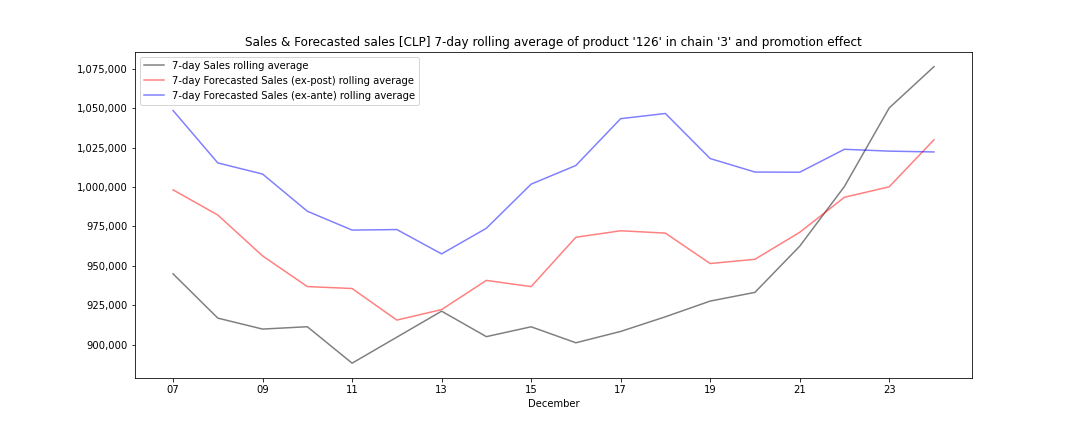 Sales & Forecasted sales [CLP] 7-day rolling average of product '126' in chain '3' and promotion effect
7-day Sales rolling average
7-day Forecasted Sales (ex-post) rolling average
7-day Forecasted Sales (ex-ante) rolling average
1,075,000
1,050,000
1,025,000
1,000,000
975,000
950,000
925,000
900,000
07 09 11 13 15 17 19 21 23
December